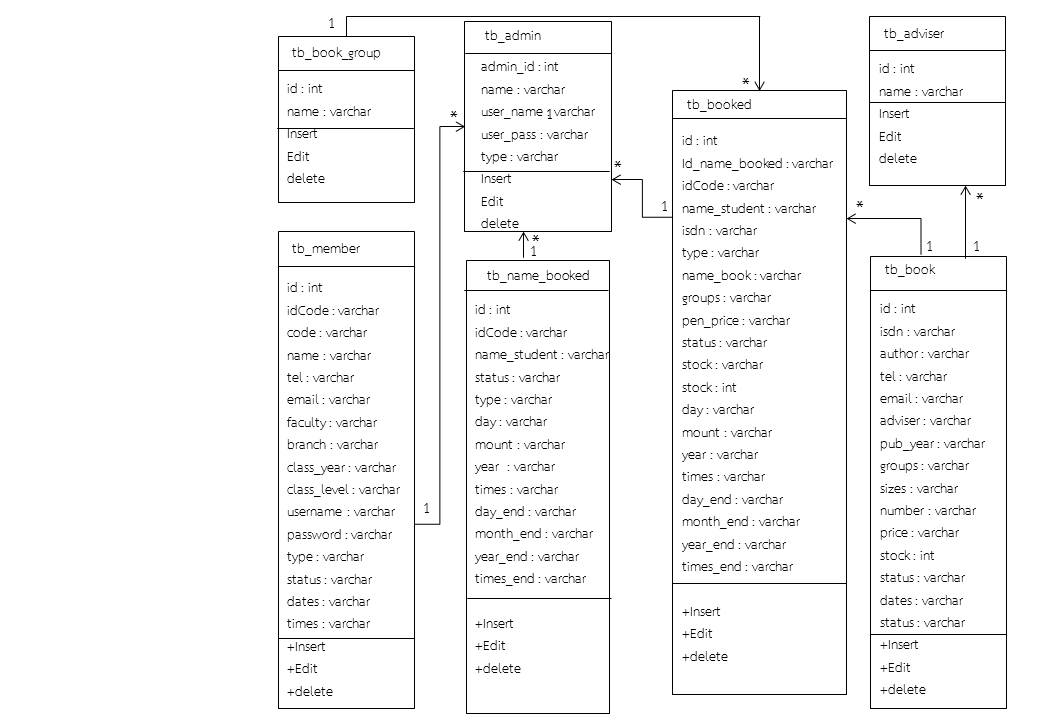 1
tb_book_group
id : int
name : varchar
Insert
Edit
delete
tb_admin
admin_id : int
name : varchar
user_name 1 varchar
user_pass : varchar
type : varchar
Insert
Edit
delete
*
*
*
1
tb_booked
*
id : int
Id_name_booked : varchar
idCode : varchar
name_student : varchar
isdn : varchar
type : varchar
name_book : varchar
groups : varchar
pen_price : varchar
status : varchar
stock : varchar
stock : int
day : varchar
mount : varchar
year : varchar
times : varchar
day_end : varchar
month_end : varchar
year_end : varchar
times_end : varchar
+Insert
+Edit
+delete
1
*
tb_adviser
id : int
name : varchar
Insert
Edit
delete
*
1
1
tb_member
id : int
idCode : varchar
code : varchar
name : varchar
tel : varchar
email : varchar
faculty : varchar
branch : varchar
class_year : varchar
class_level : varchar
username : varchar
password : varchar
type : varchar
status : varchar
dates : varchar
times : varchar
+Insert
+Edit
+delete
1
tb_name_booked
id : int
idCode : varchar
name_student : varchar
status : varchar
type : varchar
day : varchar
mount : varchar
year : varchar
times : varchar
day_end : varchar
month_end : varchar
year_end : varchar
times_end : varchar
+Insert
+Edit
+delete
tb_book
id : int
isdn : varchar
author : varchar
tel : varchar
email : varchar
adviser : varchar
pub_year : varchar
groups : varchar
sizes : varchar
number : varchar
price : varchar
stock : int
status : varchar
dates : varchar
status : varchar
+Insert
+Edit
+delete